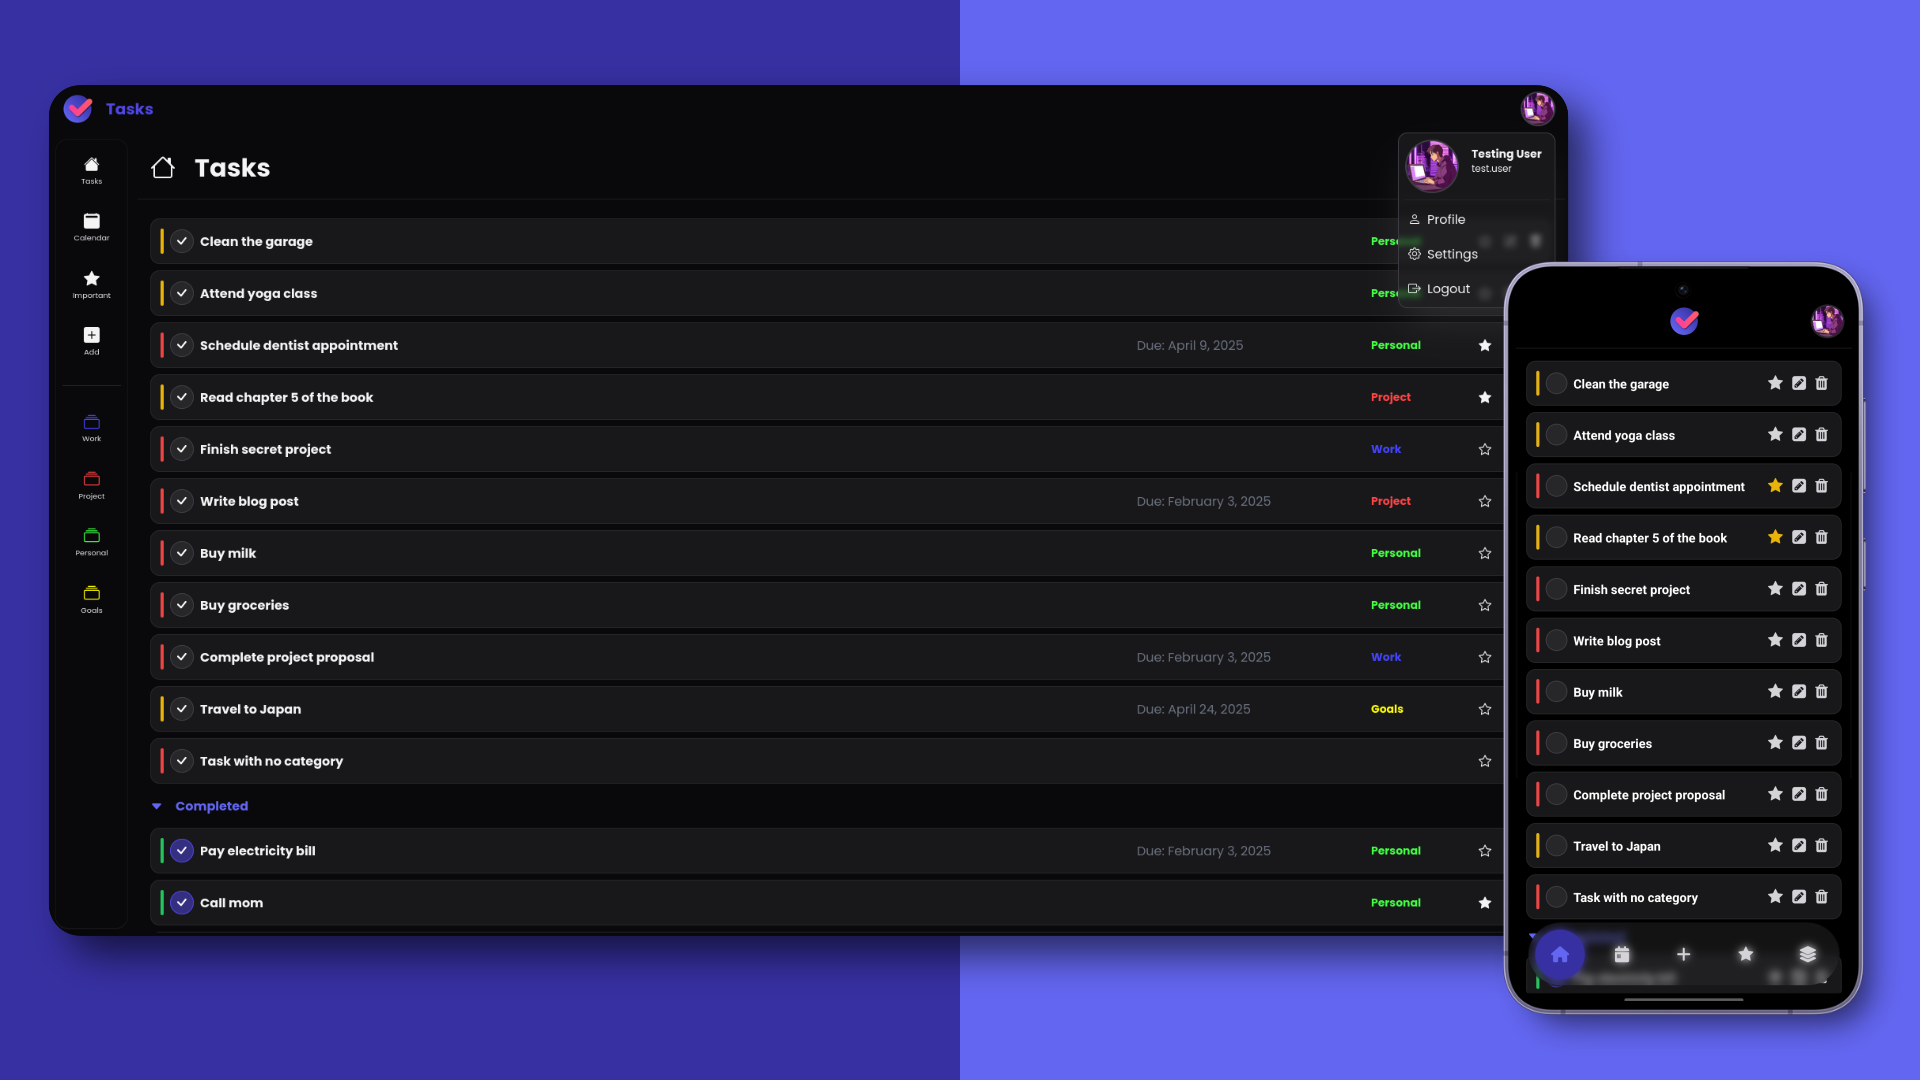 Tasks
Tasks
Calendar
Important
Add
Work
Project
Personal
Goals
Tasks
Testing User
test.user
Profile
Settings
Logout
Clean the garage
Attend yoga class
Schedule dentist appointment Due: April 9, 2025 Personal
Read chapter 5 of the book Project
Finish secret project Work
Write blog post Due: February 3, 2025 Project
Buy milk Personal
Buy groceries Personal
Complete project proposal Due: February 3, 2025 Work
Travel to Japan Due: April 24, 2025 Goals
Task with no category
Completed
Pay electricity bill Due: February 3, 2025 Personal
Call mom Personal
Clean the garage
Attend yoga class
Schedule dentist appointment
Read chapter 5 of the book
Finish secret project
Write blog post
Buy milk
Buy groceries
Complete project proposal
Travel to Japan
Task with no category